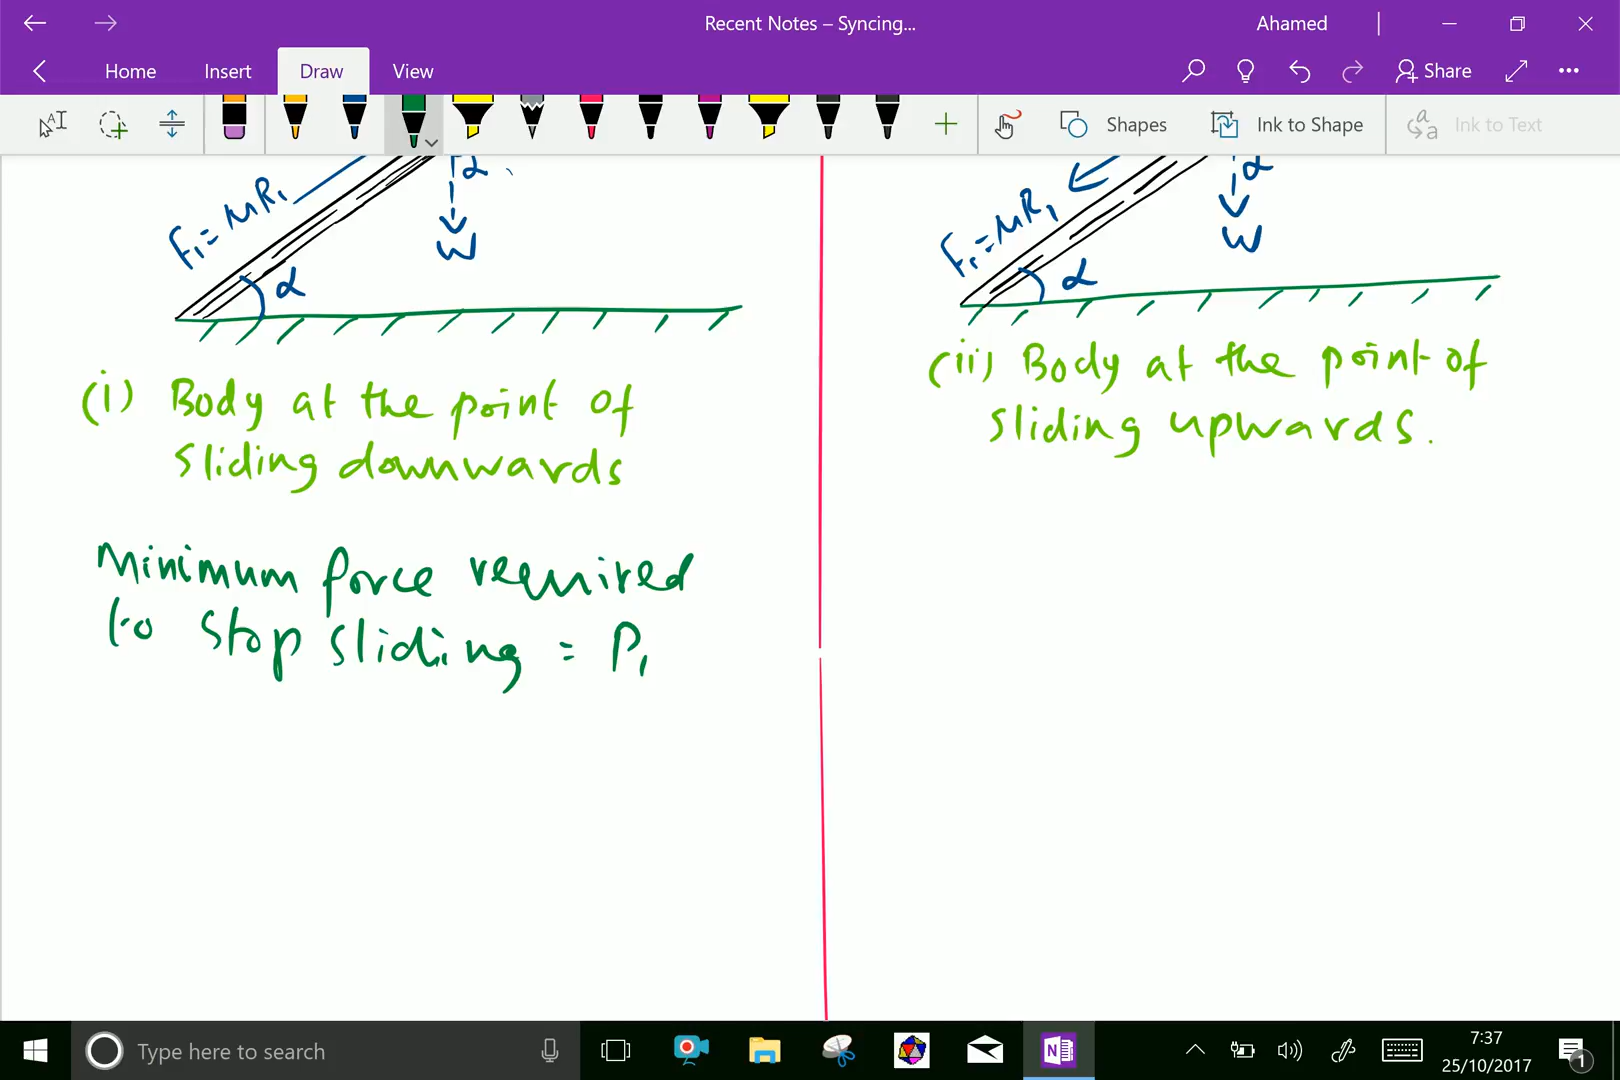 Recent Notes – Syncing...
Ahamed
Home
Insert
Draw
View
Share
Shapes
Ink to Shape
Ink to Text
F₁ = μR₁
α
W
α
(i) Body at the point of
sliding downwards
Minimum force required
to stop sliding = P₁
F₁ = μR₁
α
W
α
(ii) Body at the point of
sliding upwards.
Type here to search
7:37
25/10/2017
1